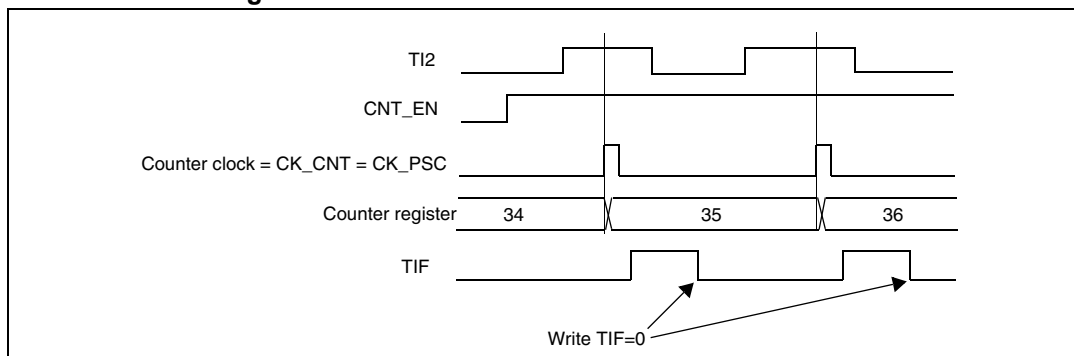 TI2
CNT_EN
Counter clock = CK_CNT = CK_PSC
Counter register 34 35 36
TIF
Write TIF=0